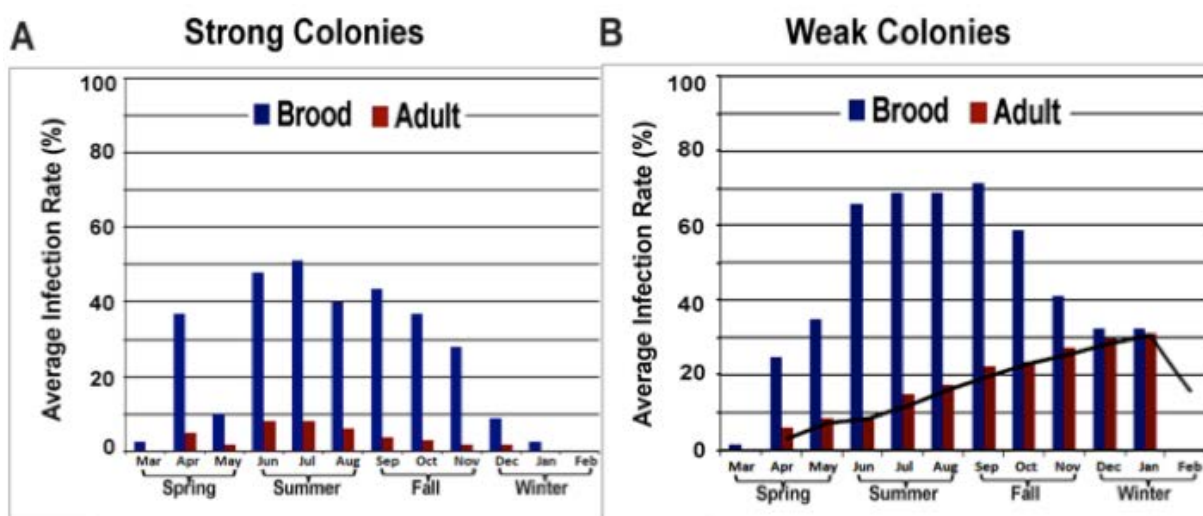 A Strong Colonies
Average Infection Rate (%)
100
80
60
40
20
0
Brood Adult
Mar Apr May Jun Jul Aug Sep Oct Nov Dec Jan Feb
Spring Summer Fall Winter
B Weak Colonies
Average Infection Rate (%)
100
80
60
40
20
0
Brood Adult
Mar Apr May Jun Jul Aug Sep Oct Nov Dec Jan Feb
Spring Summer Fall Winter